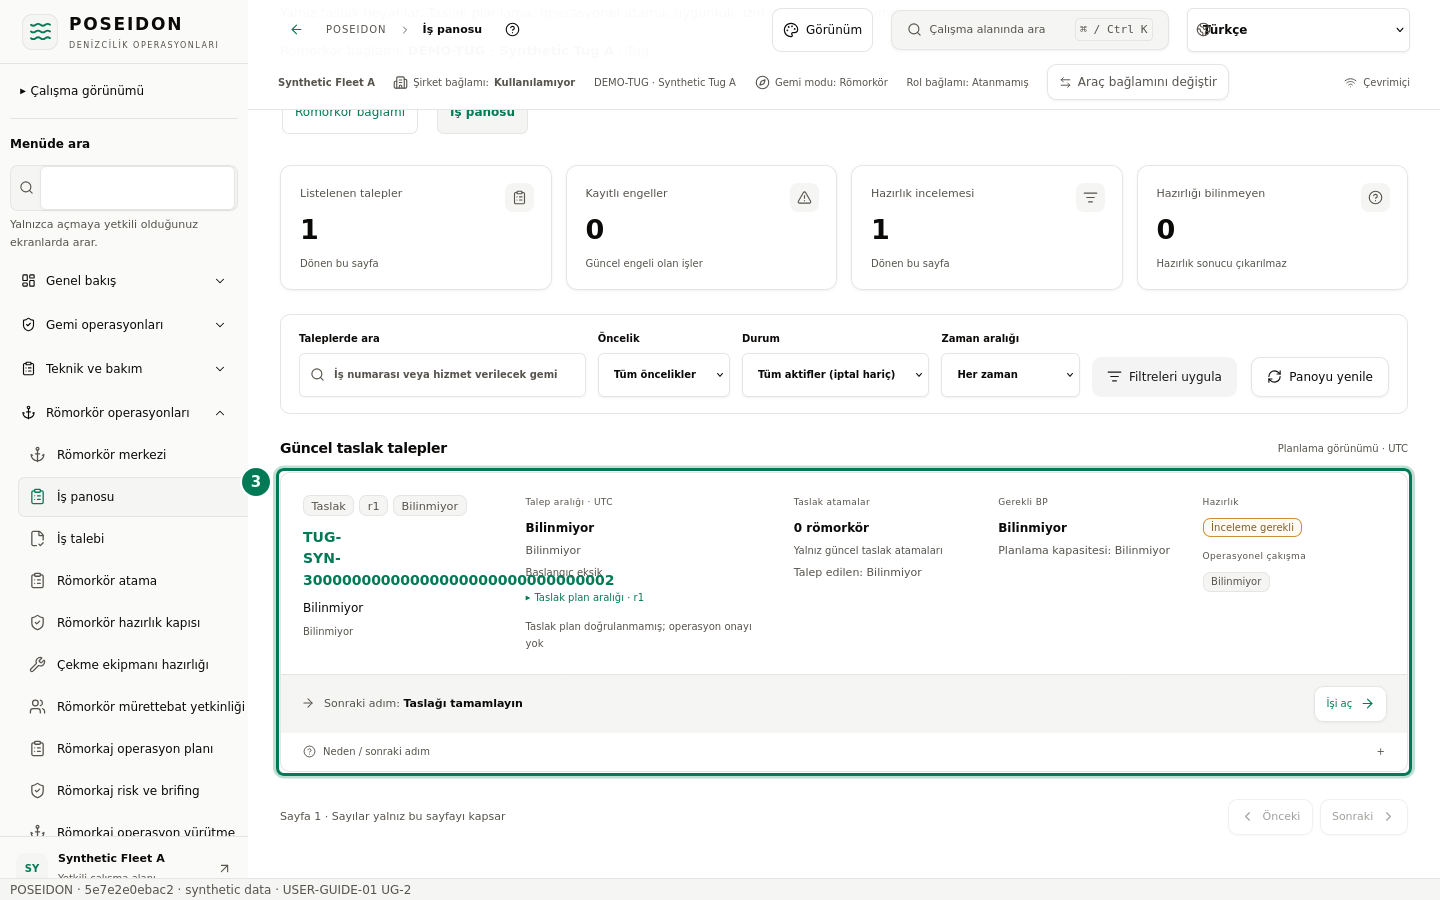 POSEIDON
DENİZCİLİK OPERASYONLARI
Çalışma görünümü
Menüde ara
Yalnızca açmaya yetkili olduğunuz
ekranlarda arar.
Genel bakış
Gemi operasyonları
Teknik ve bakım
Römorkör operasyonları
Römorkör merkezi
İş panosu
İş talebi
Römorkör atama
Römorkör hazırlık kapısı
Çekme ekipmanı hazırlığı
Römorkör mürettebat yetkinliği
Römorkaj operasyon planı
Römorkaj risk ve brifing
Römorkaj operasyon yürütme
SY
Synthetic Fleet A
Yetkili çalışma alanı
POSEIDON
İş panosu
Görünüm
Çalışma alanında ara
⌘ / Ctrl K
Türkçe
Synthetic Fleet A
Şirket bağlamı: Kullanılamıyor
DEMO-TUG · Synthetic Tug A
Gemi modu: Römorkör
Rol bağlamı: Atanmamış
Araç bağlamını değiştir
Çevrimiçi
Römorkör bağlamı
İş panosu
Listelenen talepler
1
Dönen bu sayfa
Kayıtlı engeller
0
Güncel engeli olan işler
Hazırlık incelemesi
1
Dönen bu sayfa
Hazırlığı bilinmeyen
0
Hazırlık sonucu çıkarılmaz
Taleplerde ara
İş numarası veya hizmet verilecek gemi
Öncelik
Tüm öncelikler
Durum
Tüm aktifler (iptal hariç)
Zaman aralığı
Her zaman
Filtreleri uygula
Panoyu yenile
Güncel taslak talepler
Planlama görünümü · UTC
3
Taslak
r1
Bilinmiyor
TUG-
SYN-
30000000000000000000000000000002
Bilinmiyor
Bilinmiyor
Talep aralığı · UTC
Bilinmiyor
Bilinmiyor
Başlangıç eksik
Taslak plan aralığı · r1
Taslak plan doğrulanmamış; operasyon onayı
yok
Taslak atamalar
0 römorkör
Yalnız güncel taslak atamaları
Talep edilen: Bilinmiyor
Gerekli BP
Bilinmiyor
Planlama kapasitesi: Bilinmiyor
Hazırlık
İnceleme gerekli
Operasyonel çakışma
Bilinmiyor
Sonraki adım: Taslağı tamamlayın
İşi aç
Neden / sonraki adım
+
Sayfa 1 · Sayılar yalnız bu sayfayı kapsar
Önceki
Sonraki
POSEIDON · 5e7e2e0ebac2 · synthetic data · USER-GUIDE-01 UG-2